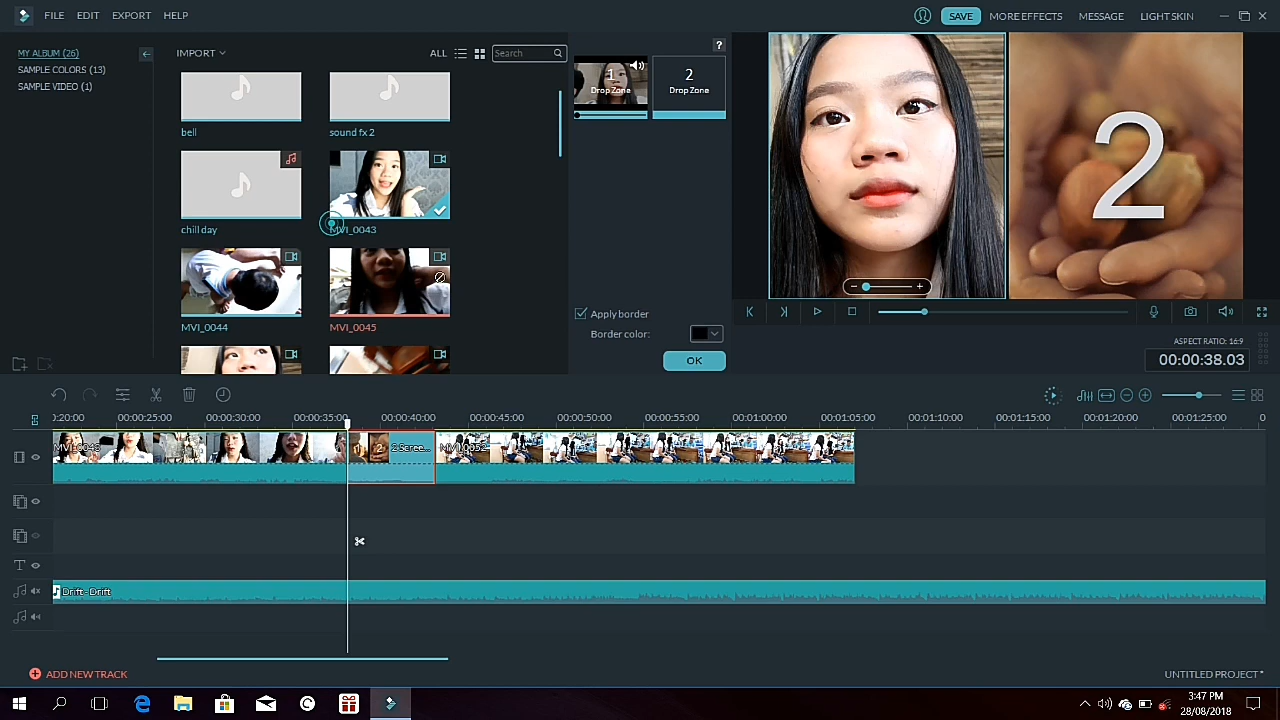 FILE EDIT EXPORT HELP
SAVE MORE EFFECTS MESSAGE LIGHT SKIN
MY ALBUM (26)
SAMPLE COLORS (13)
SAMPLE VIDEO (1)
IMPORT ALL Search
bell sound fx 2
chill day MVI_0043
MVI_0044 MVI_0045
?
1
Drop Zone
2
Drop Zone
Apply border
Border color:
OK
2
ASPECT RATIO: 16:9
00:00:38.03
0:20:00 00:00:25:00 00:00:30:00 00:00:35:00 00:00:40:00 00:00:45:00 00:00:50:00 00:00:55:00 00:01:00:00 00:01:05:00 00:01:10:00 00:01:15:00 00:01:20:00 00:01:25:00 0
2 Scree...
Drift - Drift
ADD NEW TRACK
UNTITLED PROJECT*
3:47 PM
28/08/2018